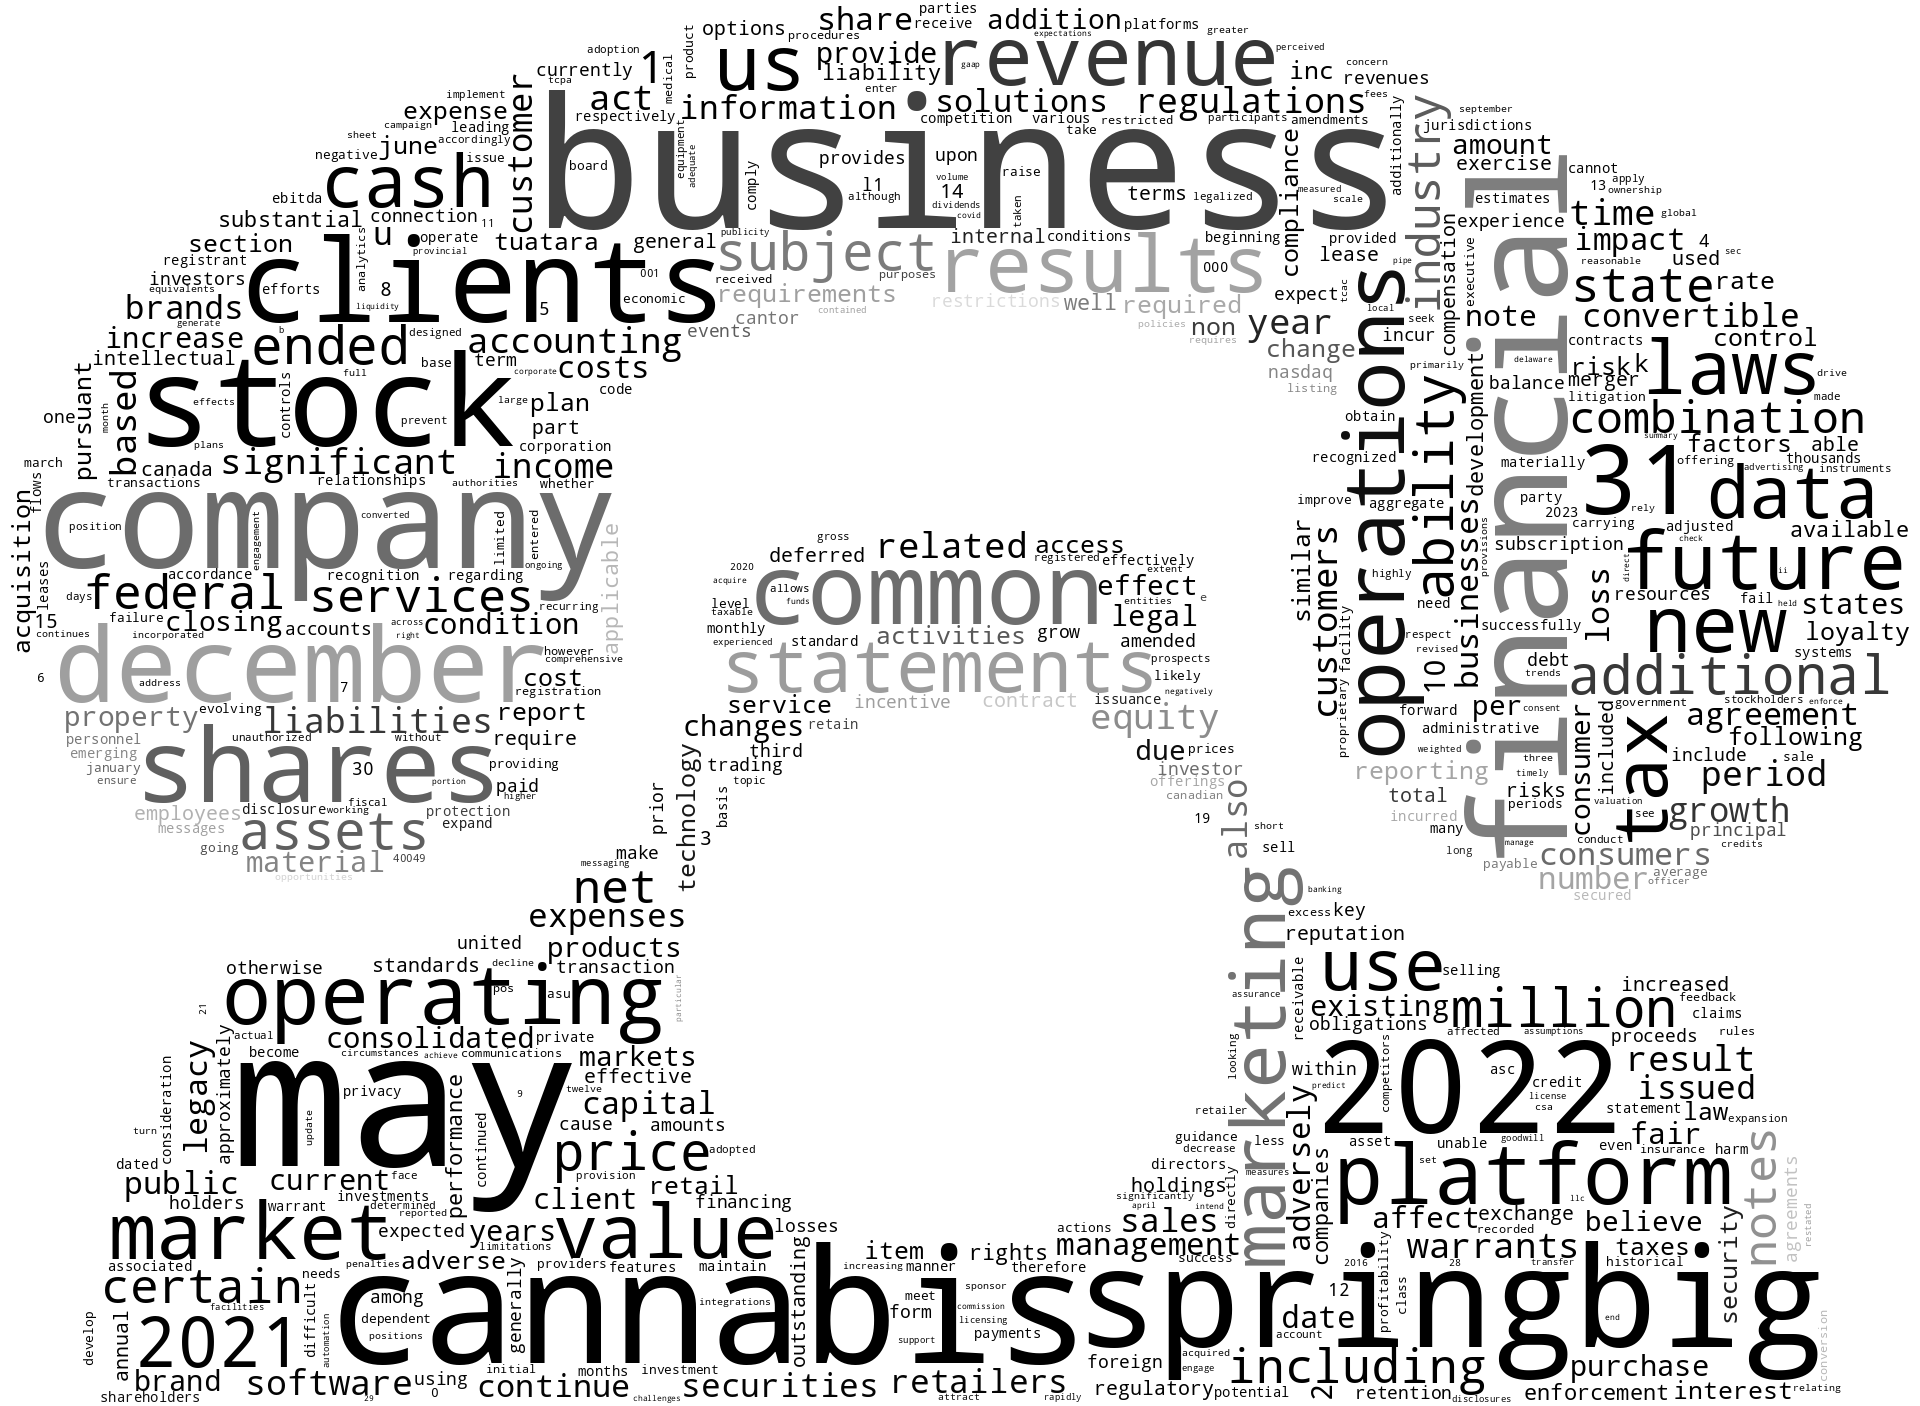 parties
share addition platforms
receive greater
options procedures expectations
us provide revenue perceived
adoption product liability gaap inc concern
currently 1 revenues
tcpa medical enter fees
implement customer act information solutions regulations september
expense respectively competition various restricted participants amendments additionally industry jurisdictions
campaign leading take
sheet accordingly business compliance amount
negative june issue board equipment adequate provides upon raise exercise cannot
cash comply l1 volume 14 terms legalized measured scale 13 apply
ebitda although dividends covid taken estimates ownership
substantial connection 11 experience time global
section u operate tuatara general publicity subject internal conditions beginning provided compensation impact 4
registrant analytics provincial 001 received purposes results 000 lease pipe executive reasonable used sec
investors efforts 8 clients economic requirements restrictions well required expect tcac local state rate
equivalents liquidity 5 contained
brands cantor policies non year seek note convertible
generate b designed events requires incur contracts control
increase ended accounting change operations
intellectual base term costs nasdaq primarily delaware risk k laws
full corporate code listing balance merger drive
pursuant based effects controls stock large plan obtain ability development litigation made
one month prevent part combination
plans corporation summary factors able
march canada significant income recognized materially 31 offering thousands
flows transactions relationships authorities whether improve advertising instruments
acquisition company converted aggregate party data
position engagement limited entered ongoing similar 2023 rely
gross related access carrying adjusted available
accordance recognition regarding applicable deferred registered effectively customers businesses provisions subscription check
leases 2020 common extent highly future
days federal services recurring acquire allows effect financial direct ii
level funds entities e need loss resources
15 failure closing across taxable legal successfully fail held states
continues incorporated accounts right condition monthly standard activities grow amended respect new loyalty
december however experienced statements prospects revised systems
6 address 7 comprehensive likely 10 debt additional
cost registration incentive contract issuance negatively proprietary facility trends
property evolving liabilities report service equity forward per consent government stockholders enforce
personnel unauthorized without require changes retain administrative agreement
emerging third due prices weighted consumer included following
january shares 30 providing trading investor three include sale
ensure portion paid topic offerings reporting timely tax period
employees disclosure working fiscal higher canadian total risks valuation
messages assets protection technology basis incurred periods see growth
going expand prior 3 19 also short many principal
material 40049 make sell long manage conduct credits
opportunities messaging payable consumers average
net marketing banking number officer
expenses excess key secured
united products reputation
otherwise standards decline transaction use selling
operating pos asu particular assurance receivable increased
21 existing million feedback claims
actual consolidated private obligations affected assumptions proceeds rules
legacy become circumstances achieve communications markets looking
consideration approximately may privacy effective twelve within 2022 asc result
9 capital predict competitors credit license issued
turn update performance continued cause amounts retailer csa statement law expansion
dated price adopted guidance less adversely asset unable goodwill even fair insurance harm
public current face provision decrease notes
holders investments client retail directors measures set platform agreements
warrant determined financing holdings companies llc restated
market reported years value losses significantly directly intend affect exchange believe
expected limitations april sales recorded security
associated penalties adverse providers features item rights actions management success warrants taxes
needs maintain increasing manner therefore 2016 28 transfer historical
certain facilities generally outstanding sponsor profitability class
among integrations meet commission 12
develop annual 2021 difficult automation dependent cannabis form licensing date springbig end conversion
positions support payments account
brand software using initial months investment foreign acquired including purchase
0 engage
shareholders 29 continue challenges securities retailers attract rapidly regulatory potential 2 retention disclosures enforcement interest relating